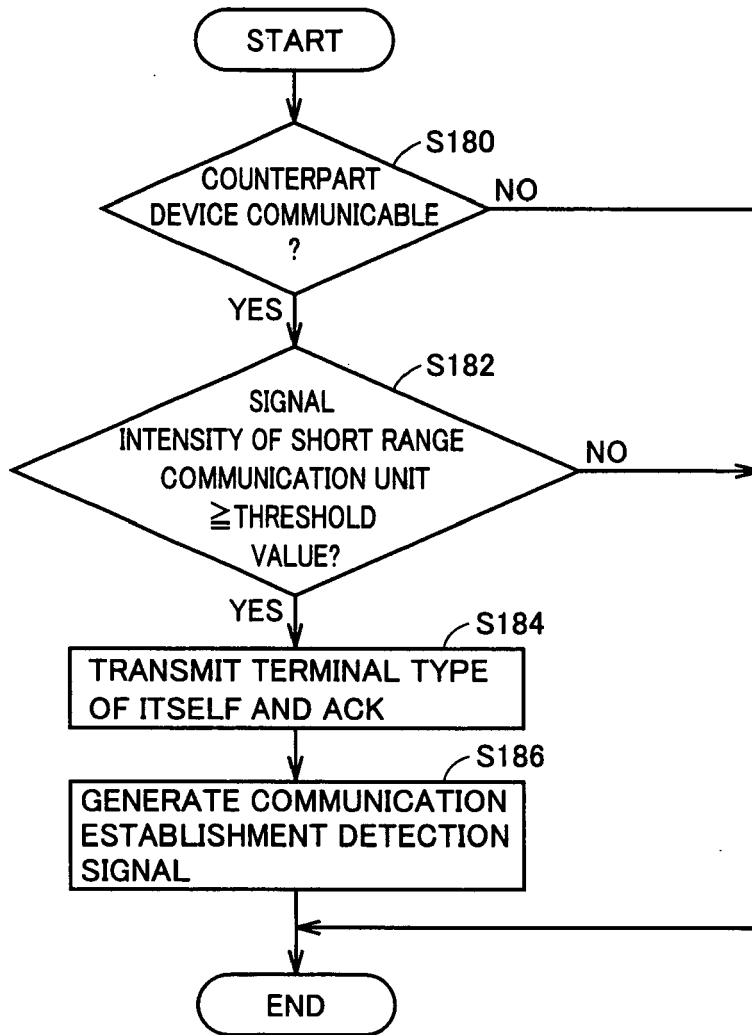 START
S180
COUNTERPART
DEVICE COMMUNICABLE
?
NO
YES
S182
SIGNAL
INTENSITY OF SHORT RANGE
COMMUNICATION UNIT
≧THRESHOLD
VALUE?
NO
YES
S184
TRANSMIT TERMINAL TYPE
OF ITSELF AND ACK
S186
GENERATE COMMUNICATION
ESTABLISHMENT DETECTION
SIGNAL
END